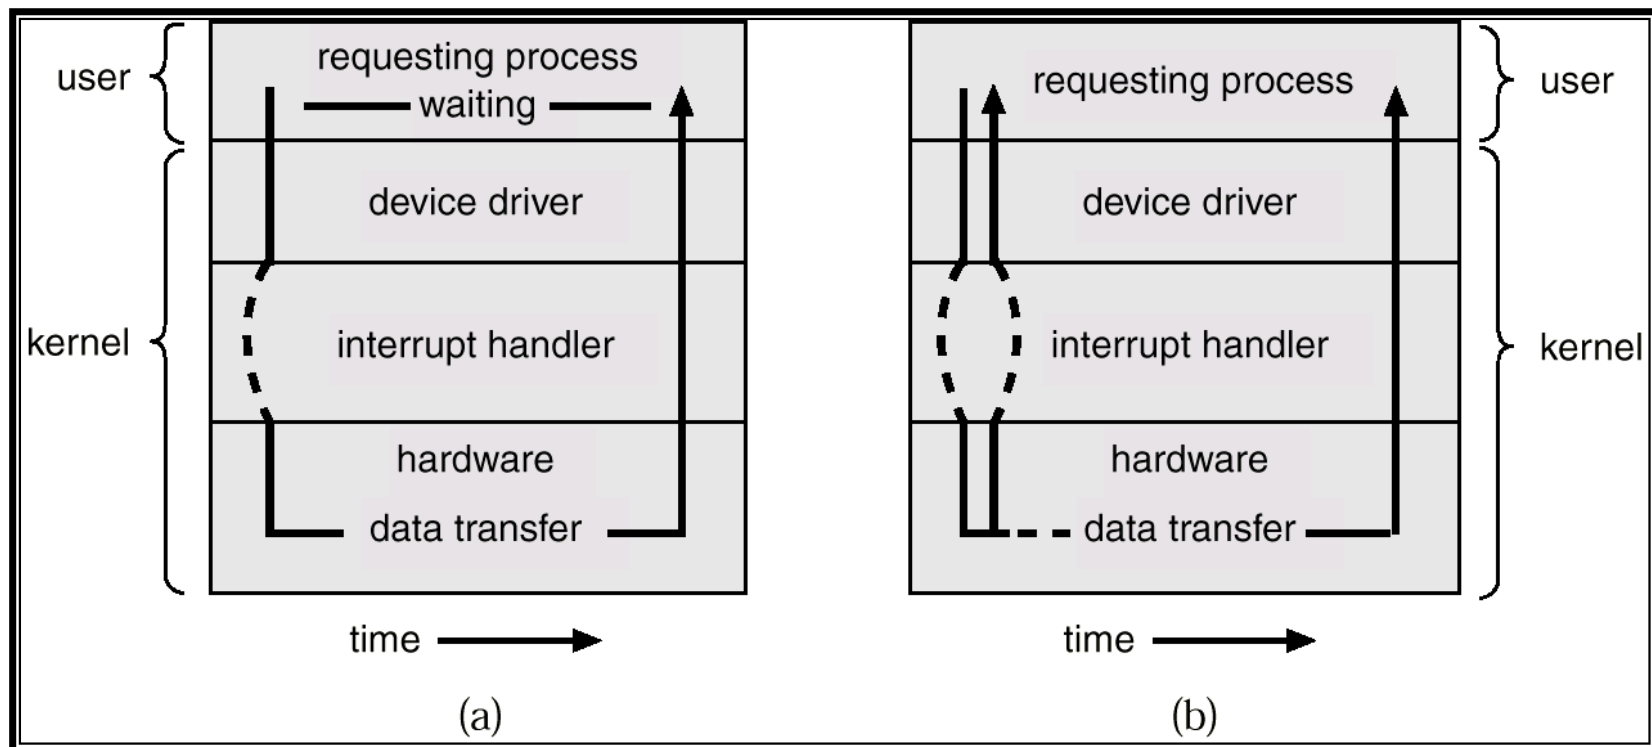 user
requesting process
waiting
device driver
kernel
interrupt handler
hardware
data transfer
time
(a)
requesting process
user
device driver
interrupt handler
kernel
hardware
data transfer
time
(b)